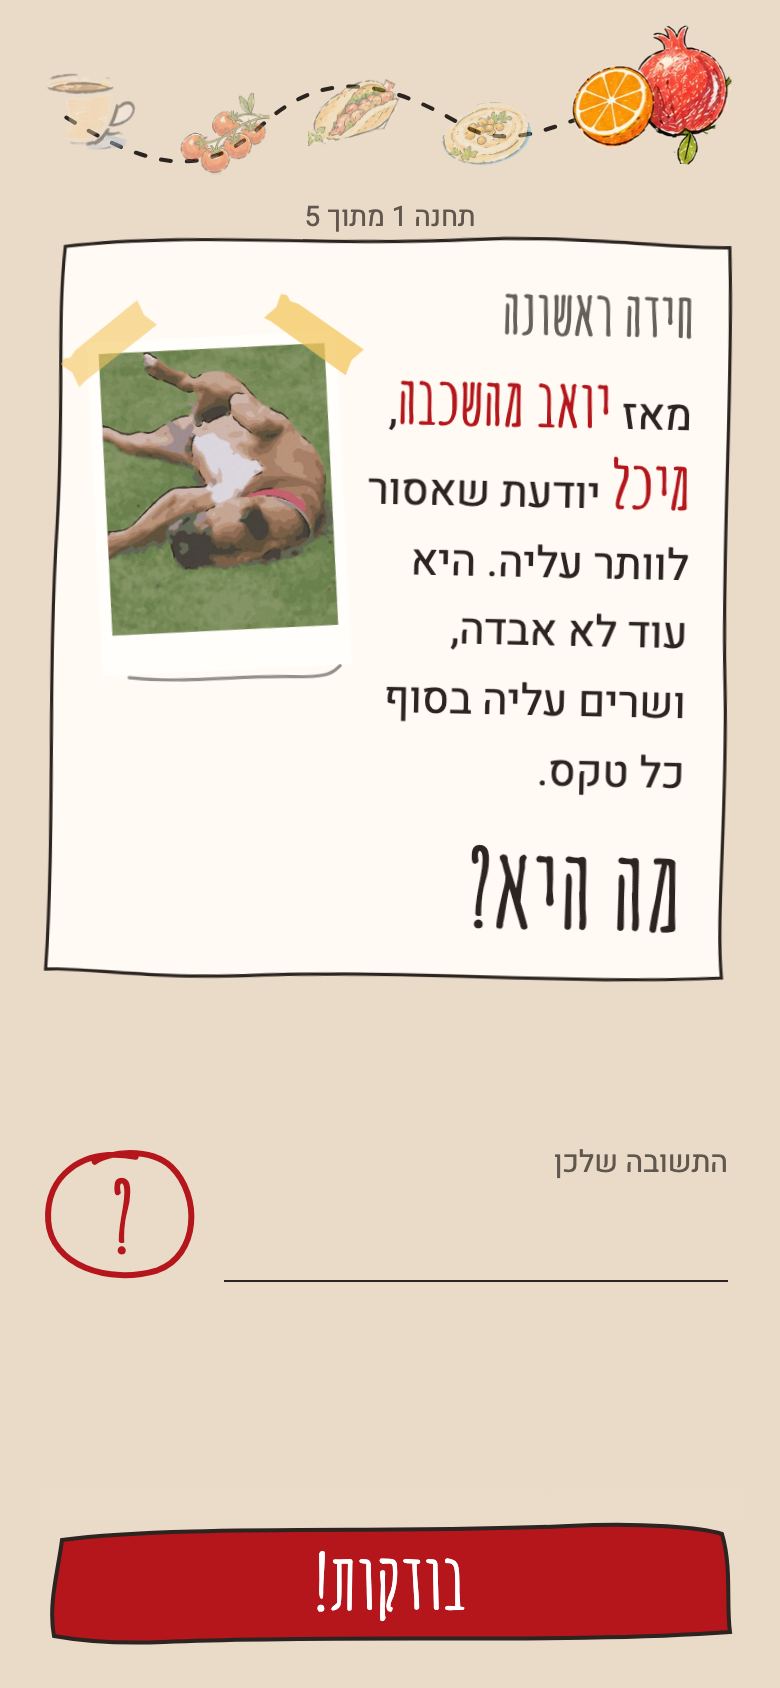 תחנה 1 מתוך 5
חידה ראשונה
מאז יואב מהשכבה,
מיכל יודעת שאסור
לוותר עליה. היא
עוד לא אבדה,
ושרים עליה בסוף
כל טקס.
מה היא?
התשובה שלכן
?
בודקות!